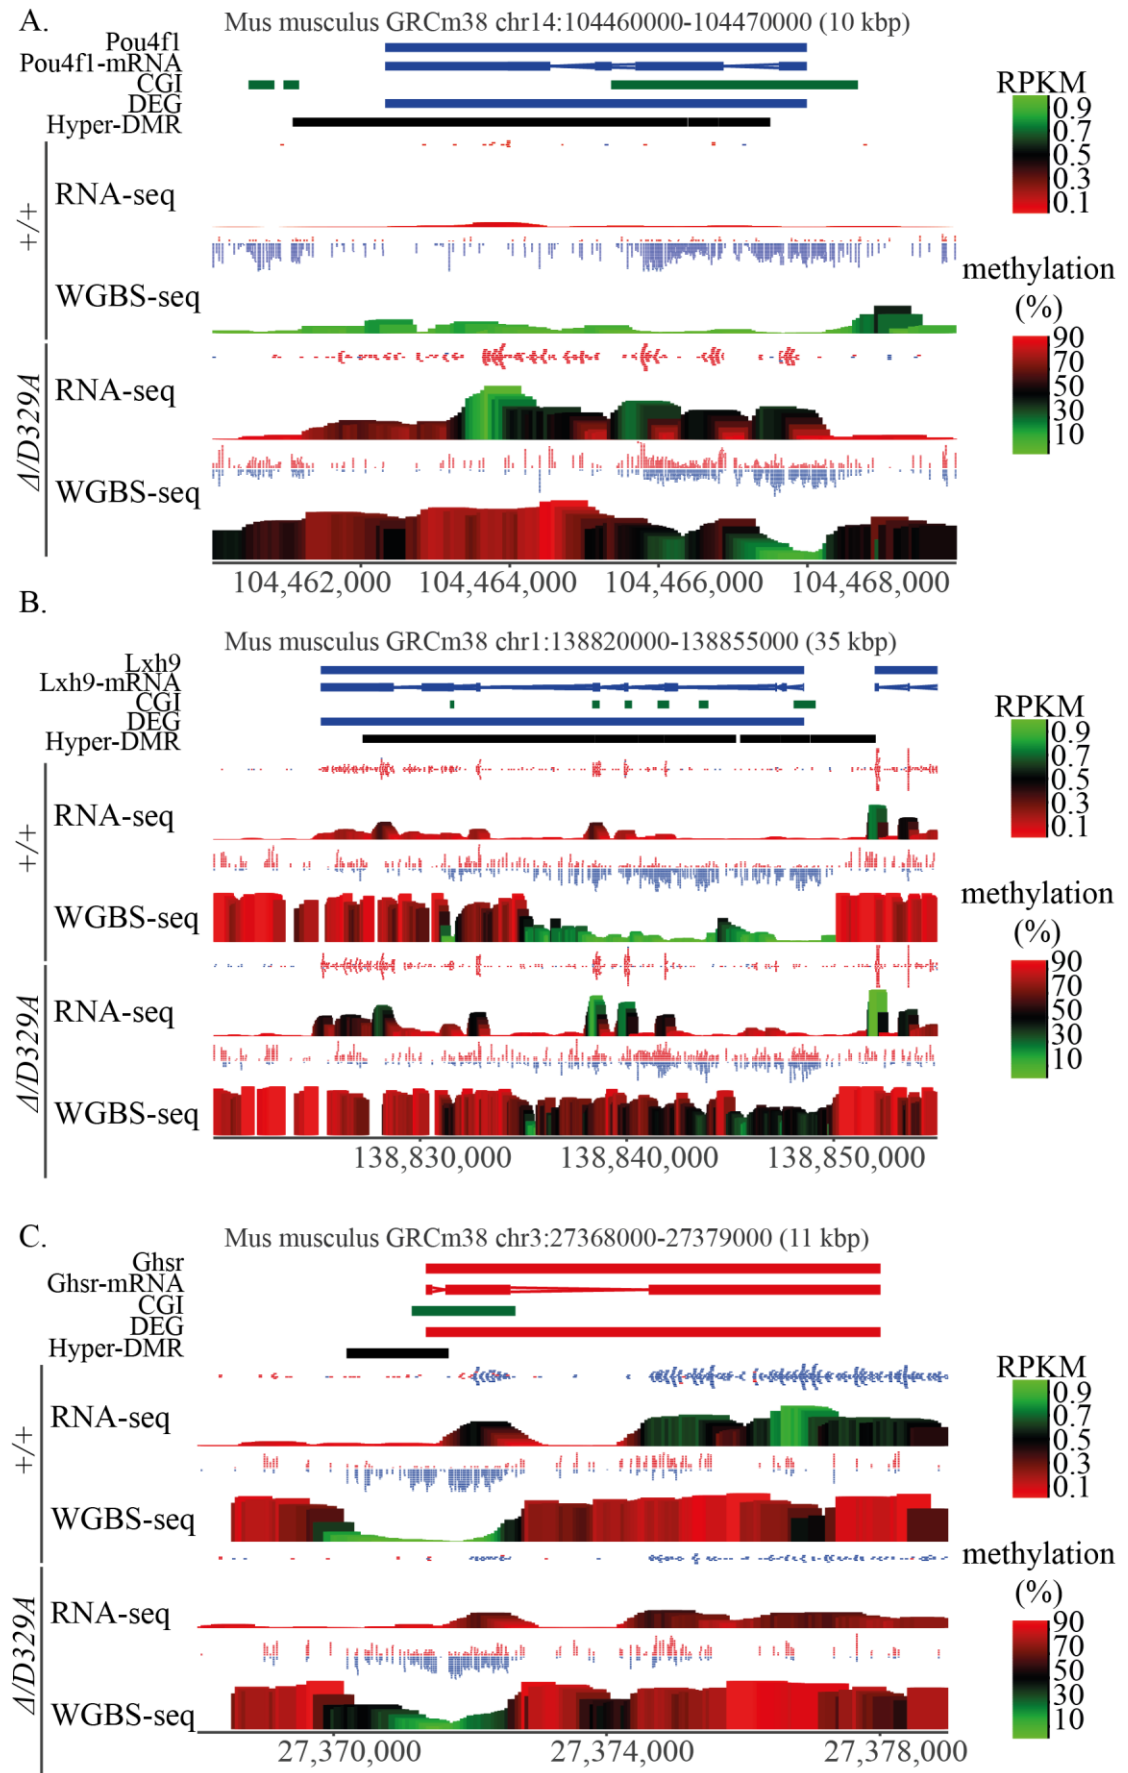 A.
Mus musculus GRCm38 chr14:104460000-104470000 (10 kbp)
Pou4f1
Pou4f1-mRNA
CGI
DEG
Hyper-DMR
RPKM
0.9
0.7
0.5
0.3
0.1
+/+
RNA-seq
WGBS-seq
methylation
(%)
90
70
50
30
10
Δ/D329A
RNA-seq
WGBS-seq
104,462,000 104,464,000 104,466,000 104,468,000
B.
Mus musculus GRCm38 chr1:138820000-138855000 (35 kbp)
Lxh9
Lxh9-mRNA
CGI
DEG
Hyper-DMR
RPKM
0.9
0.7
0.5
0.3
0.1
+/+
RNA-seq
WGBS-seq
methylation
(%)
90
70
50
30
10
Δ/D329A
RNA-seq
WGBS-seq
138,830,000 138,840,000 138,850,000
C.
Mus musculus GRCm38 chr3:27368000-27379000 (11 kbp)
Ghsr
Ghsr-mRNA
CGI
DEG
Hyper-DMR
RPKM
0.9
0.7
0.5
0.3
0.1
+/+
RNA-seq
WGBS-seq
methylation
(%)
90
70
50
30
10
Δ/D329A
RNA-seq
WGBS-seq
27,370,000 27,374,000 27,378,000